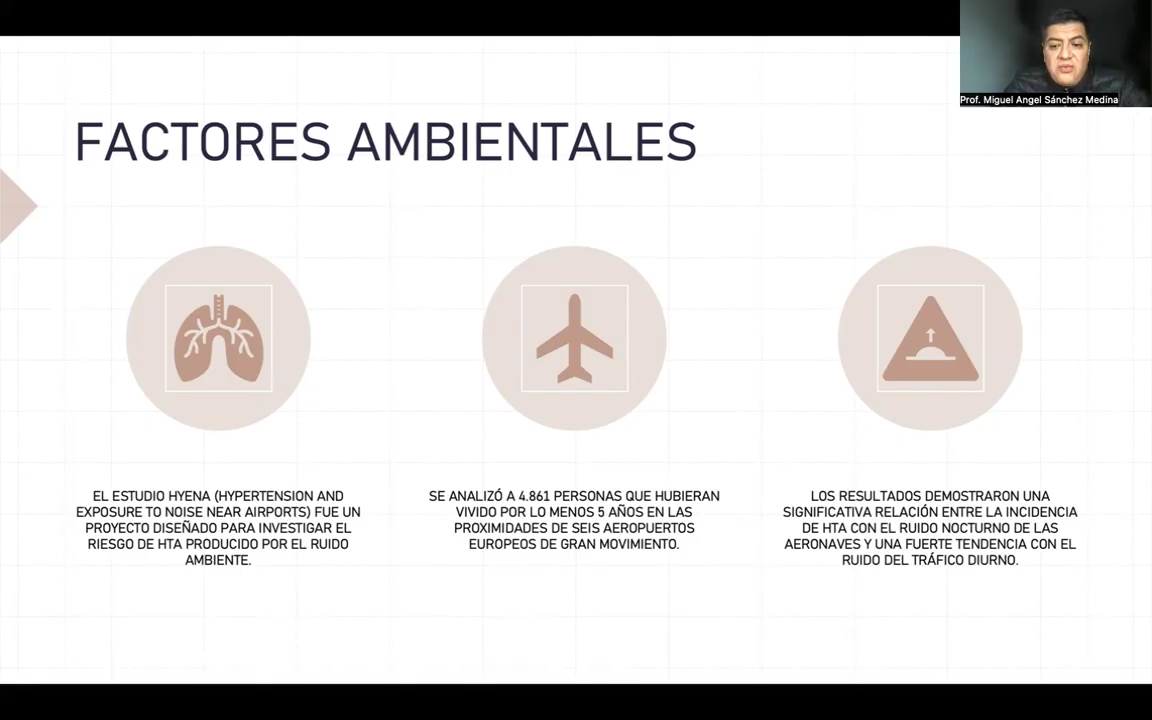 Prof. Miguel Angel Sánchez Medina
FACTORES AMBIENTALES
EL ESTUDIO HYENA (HYPERTENSION AND
EXPOSURE TO NOISE NEAR AIRPORTS) FUE UN
PROYECTO DISEÑADO PARA INVESTIGAR EL
RIESGO DE HTA PRODUCIDO POR EL RUIDO
AMBIENTE.
SE ANALIZÓ A 4.861 PERSONAS QUE HUBIERAN
VIVIDO POR LO MENOS 5 AÑOS EN LAS
PROXIMIDADES DE SEIS AEROPUERTOS
EUROPEOS DE GRAN MOVIMIENTO.
LOS RESULTADOS DEMOSTRARON UNA
SIGNIFICATIVA RELACIÓN ENTRE LA INCIDENCIA
DE HTA CON EL RUIDO NOCTURNO DE LAS
AERONAVES Y UNA FUERTE TENDENCIA CON EL
RUIDO DEL TRÁFICO DIURNO.